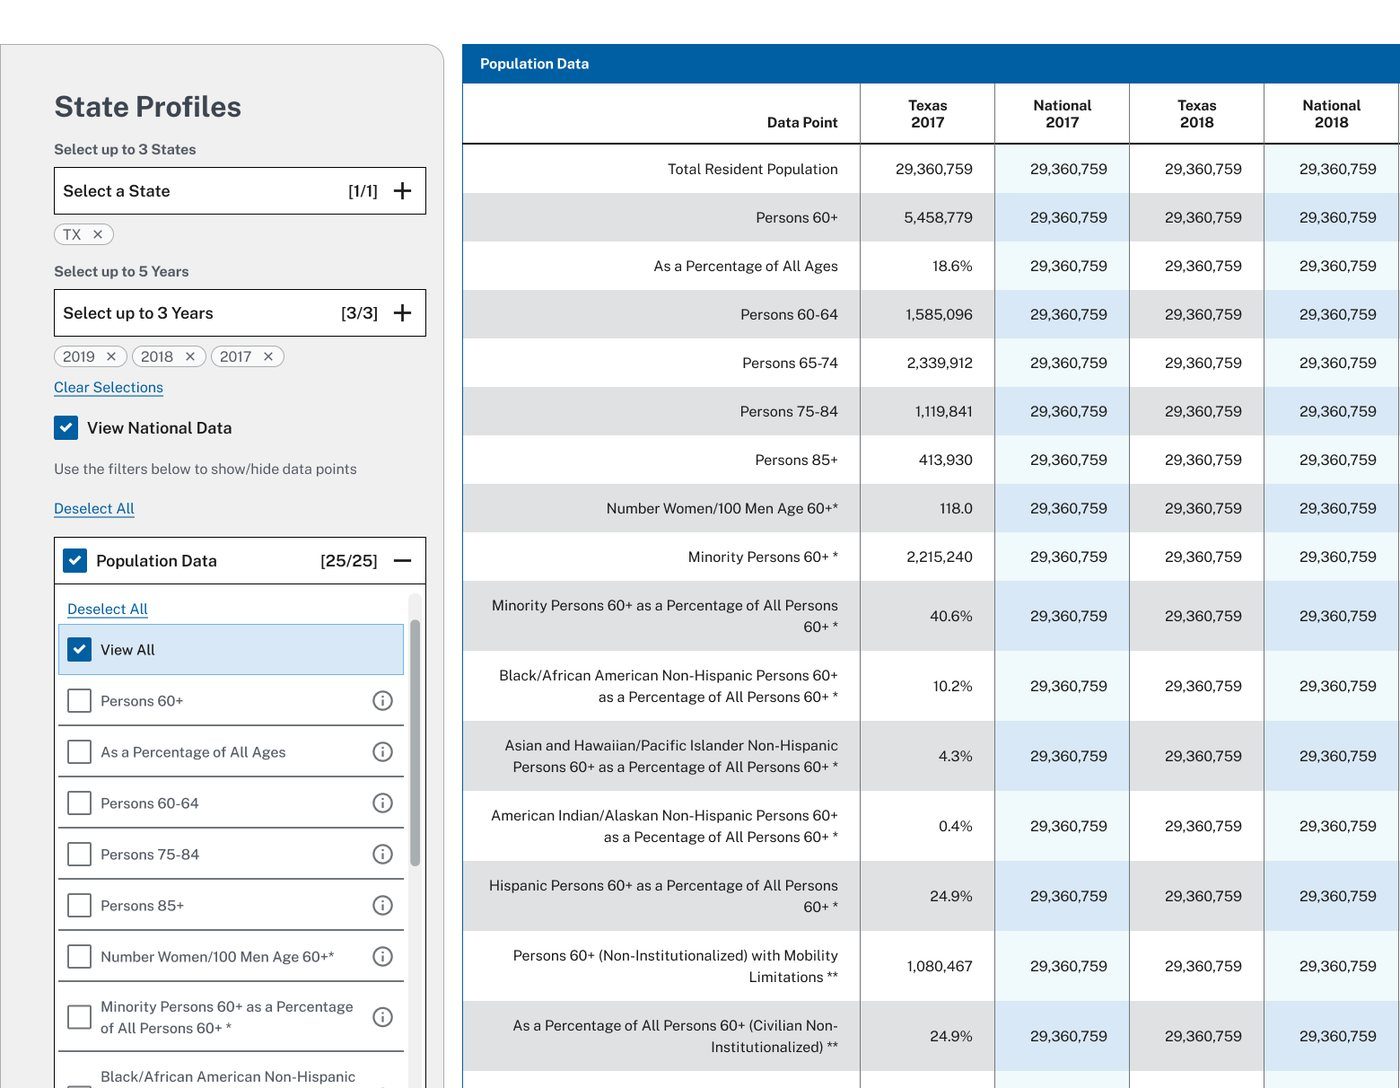 State Profiles
Select up to 3 States
Select a State [1/1]
TX
Select up to 5 Years
Select up to 3 Years [3/3]
2019 2018 2017
Clear Selections
View National Data
Use the filters below to show/hide data points
Deselect All
Population Data [25/25]
Deselect All
View All
Persons 60+
As a Percentage of All Ages
Persons 60-64
Persons 75-84
Persons 85+
Number Women/100 Men Age 60+*
Minority Persons 60+ as a Percentage
of All Persons 60+ *
Black/African American Non-Hispanic
Population Data
Data Point Texas 2017 National 2017 Texas 2018 National 2018
Total Resident Population 29,360,759 29,360,759 29,360,759 29,360,759
Persons 60+ 5,458,779 29,360,759 29,360,759 29,360,759
As a Percentage of All Ages 18.6% 29,360,759 29,360,759 29,360,759
Persons 60-64 1,585,096 29,360,759 29,360,759 29,360,759
Persons 65-74 2,339,912 29,360,759 29,360,759 29,360,759
Persons 75-84 1,119,841 29,360,759 29,360,759 29,360,759
Persons 85+ 413,930 29,360,759 29,360,759 29,360,759
Number Women/100 Men Age 60+* 118.0 29,360,759 29,360,759 29,360,759
Minority Persons 60+ * 2,215,240 29,360,759 29,360,759 29,360,759
Minority Persons 60+ as a Percentage of All Persons
60+ * 40.6% 29,360,759 29,360,759 29,360,759
Black/African American Non-Hispanic Persons 60+
as a Percentage of All Persons 60+ * 10.2% 29,360,759 29,360,759 29,360,759
Asian and Hawaiian/Pacific Islander Non-Hispanic
Persons 60+ as a Percentage of All Persons 60+ * 4.3% 29,360,759 29,360,759 29,360,759
American Indian/Alaskan Non-Hispanic Persons 60+
as a Pecentage of All Persons 60+ * 0.4% 29,360,759 29,360,759 29,360,759
Hispanic Persons 60+ as a Percentage of All Persons
60+ * 24.9% 29,360,759 29,360,759 29,360,759
Persons 60+ (Non-Institutionalized) with Mobility
Limitations ** 1,080,467 29,360,759 29,360,759 29,360,759
As a Percentage of All Persons 60+ (Civilian Non-
Institutionalized) ** 24.9% 29,360,759 29,360,759 29,360,759